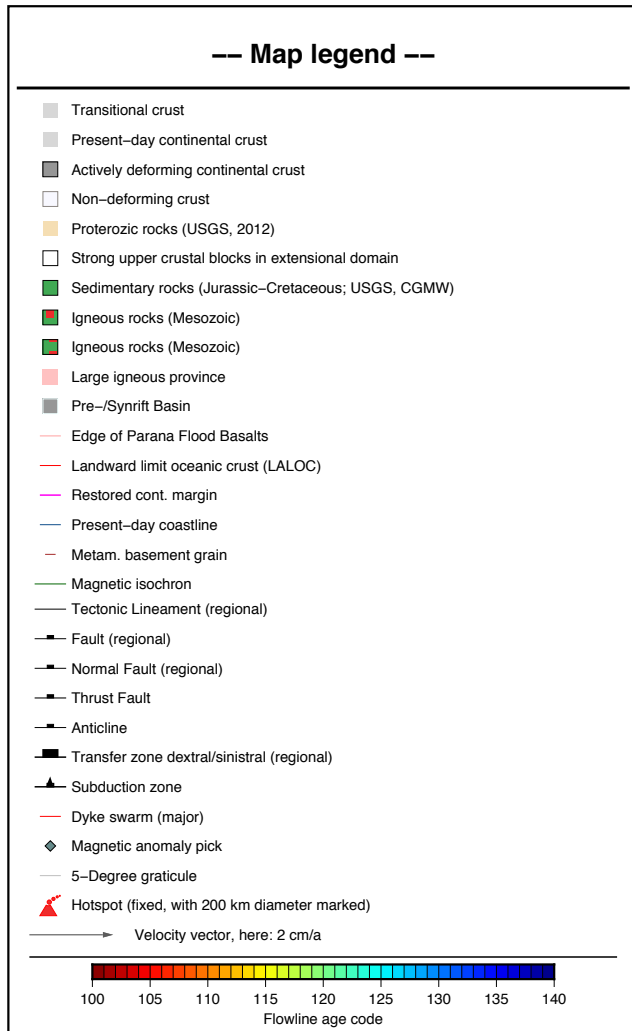 –– Map legend ––
Transitional crust
Present–day continental crust
Actively deforming continental crust
Non–deforming crust
Proterozic rocks (USGS, 2012)
Strong upper crustal blocks in extensional domain
Sedimentary rocks (Jurassic–Cretaceous; USGS, CGMW)
Igneous rocks (Mesozoic)
Igneous rocks (Mesozoic)
Large igneous province
Pre–/Synrift Basin
Edge of Parana Flood Basalts
Landward limit oceanic crust (LALOC)
Restored cont. margin
Present–day coastline
Metam. basement grain
Magnetic isochron
Tectonic Lineament (regional)
Fault (regional)
Normal Fault (regional)
Thrust Fault
Anticline
Transfer zone dextral/sinistral (regional)
Subduction zone
Dyke swarm (major)
Magnetic anomaly pick
5–Degree graticule
Hotspot (fixed, with 200 km diameter marked)
Velocity vector, here: 2 cm/a
100 105 110 115 120 125 130 135 140
Flowline age code